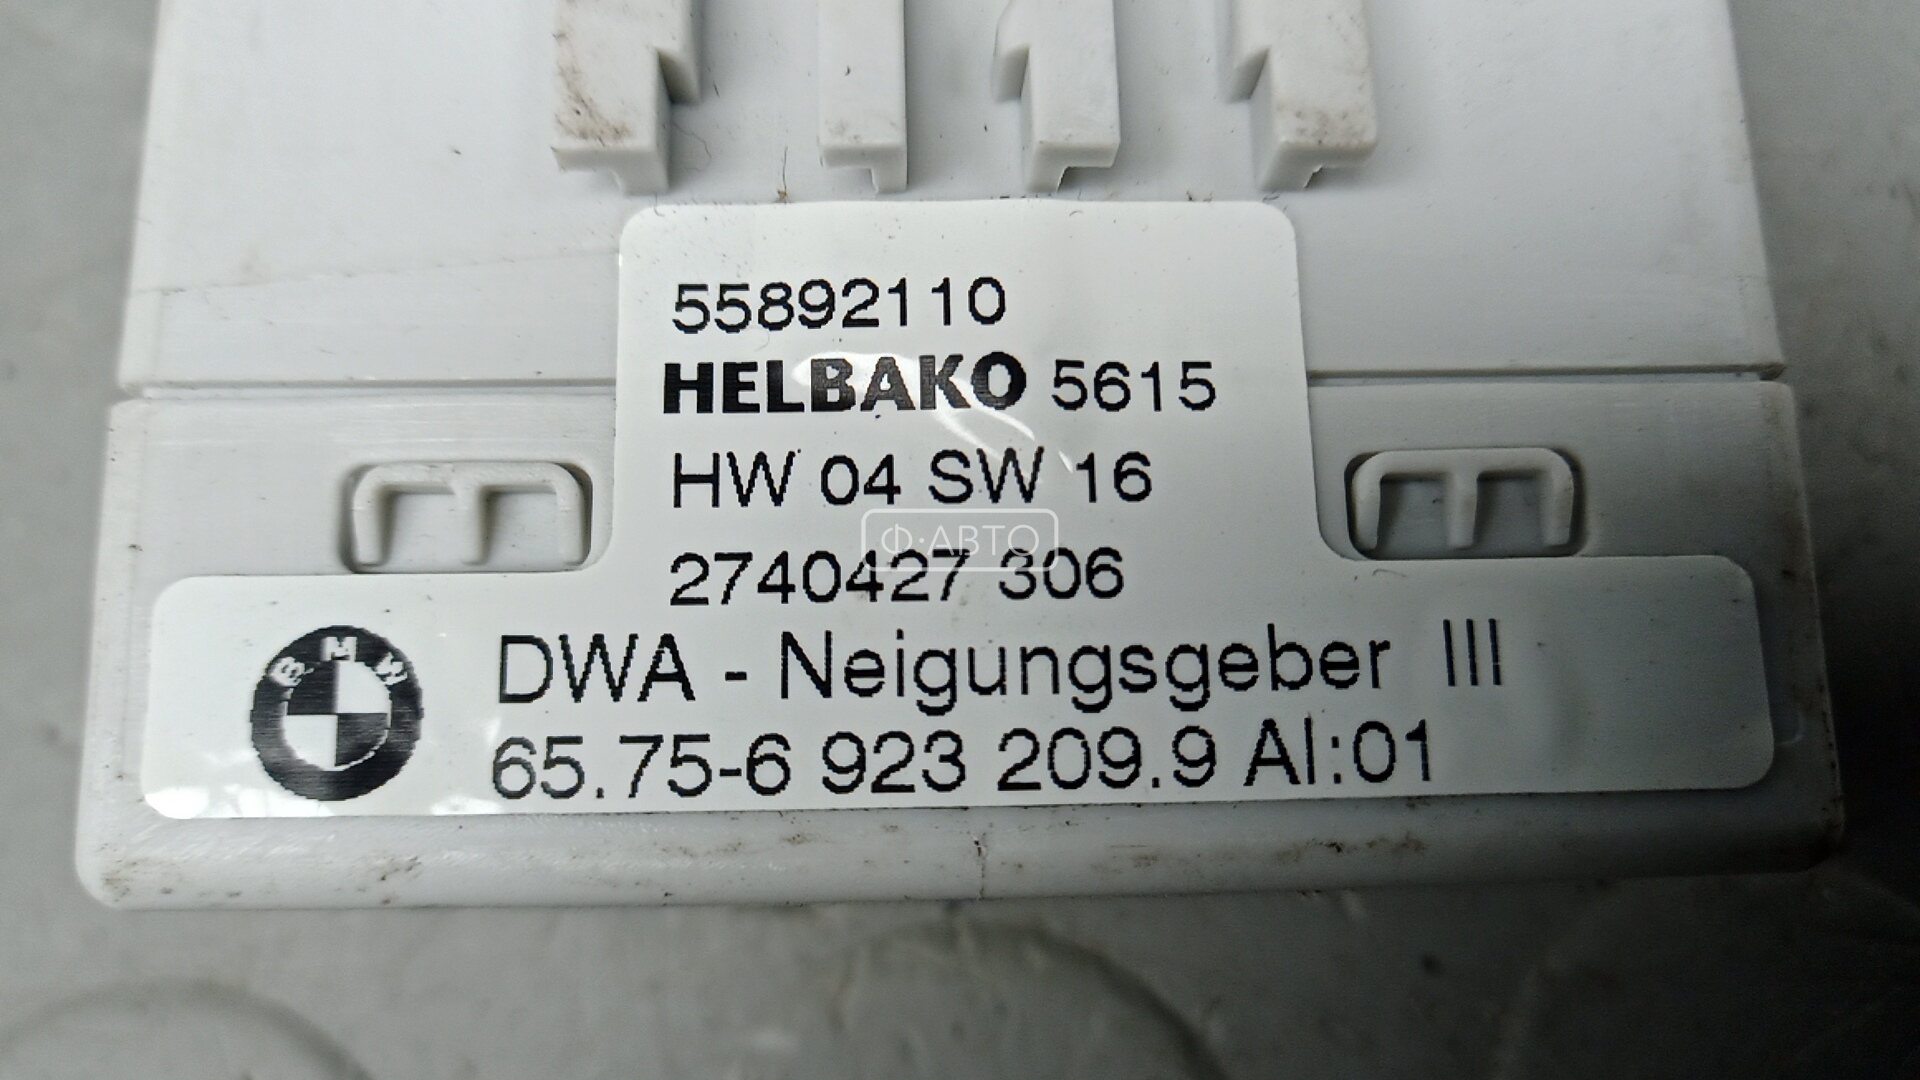 55892110
HELBAKO 5615
HW 04 SW 16
Ф·АВТО
2740427 306
BMW
DWA - Neigungsgeber III
65.75-6 923 209.9 AI:01